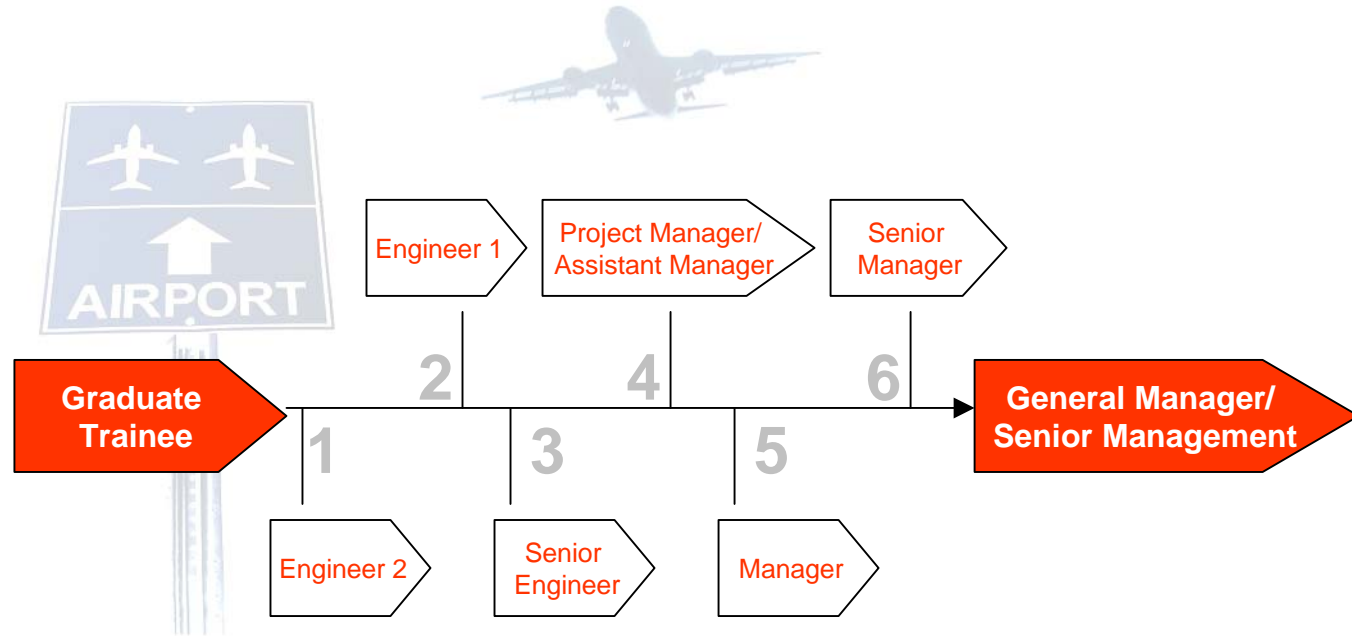 AIRPORT
Engineer 1
Project Manager/
Assistant Manager
Senior
Manager
2
4
6
Graduate
Trainee
General Manager/
Senior Management
1
3
5
Engineer 2
Senior
Engineer
Manager